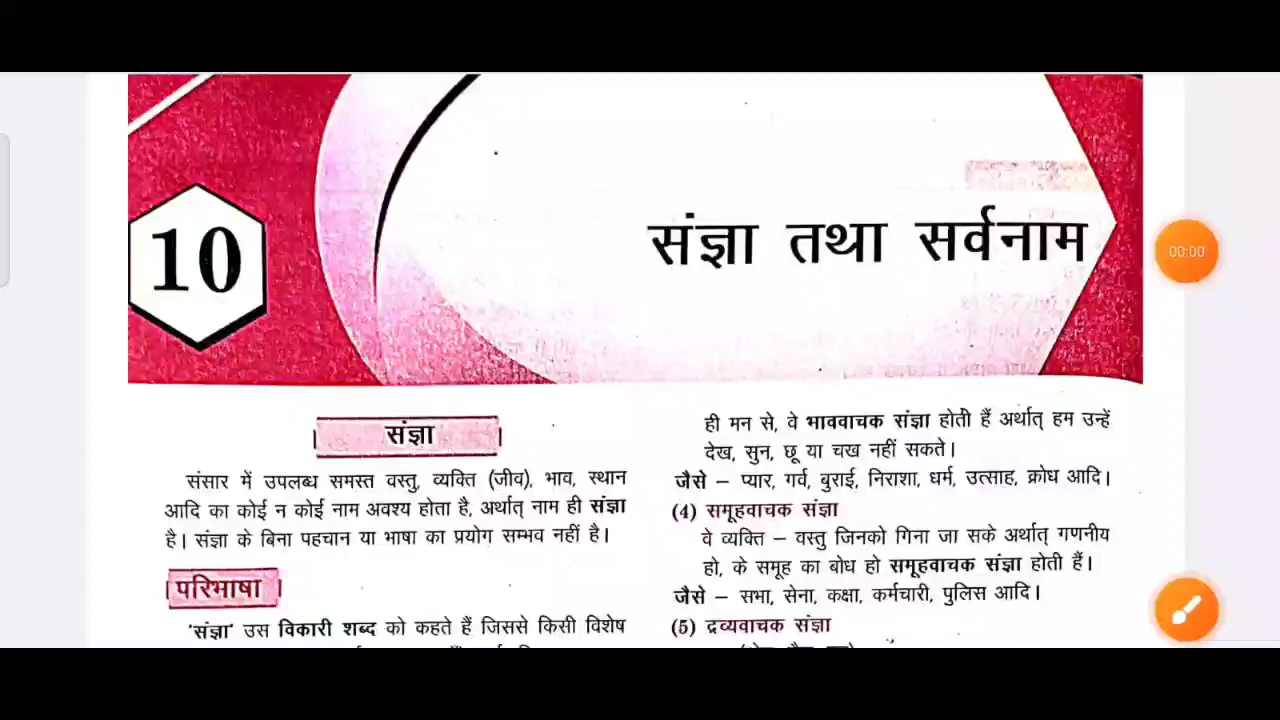 10
संज्ञा तथा सर्वनाम
00:00
संज्ञा
संसार में उपलब्ध समस्त वस्तु, व्यक्ति (जीव), भाव, स्थान
आदि का कोई न कोई नाम अवश्य होता है, अर्थात् नाम ही संज्ञा
है। संज्ञा के बिना पहचान या भाषा का प्रयोग सम्भव नहीं है।
परिभाषा
'संज्ञा' उस विकारी शब्द को कहते हैं जिससे किसी विशेष
ही मन से, वे भाववाचक संज्ञा होती हैं अर्थात् हम उन्हें
देख, सुन, छू या चख नहीं सकते।
जैसे – प्यार, गर्व, बुराई, निराशा, धर्म, उत्साह, क्रोध आदि।
(4) समूहवाचक संज्ञा
वे व्यक्ति – वस्तु जिनको गिना जा सके अर्थात् गणनीय
हो, के समूह का बोध हो समूहवाचक संज्ञा होती हैं।
जैसे – सभा, सेना, कक्षा, कर्मचारी, पुलिस आदि।
(5) द्रव्यवाचक संज्ञा